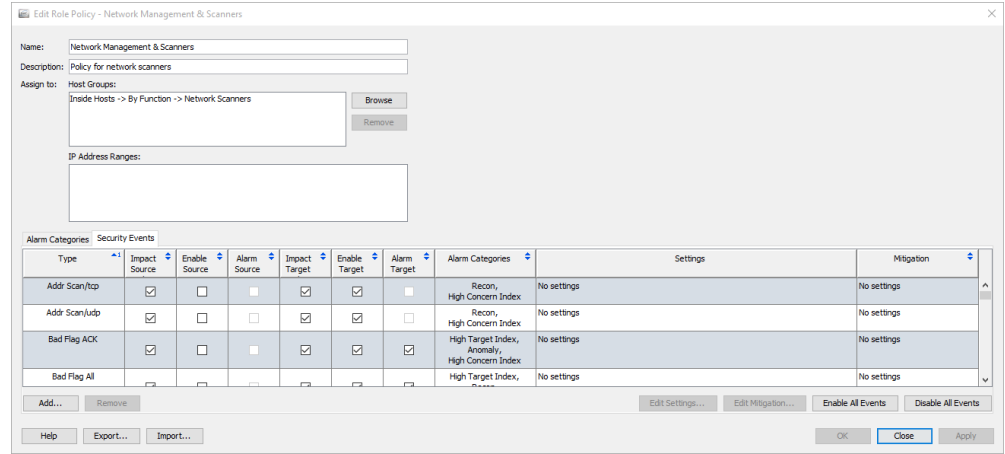 Edit Role Policy - Network Management & Scanners
Name:
Network Management & Scanners
Description:
Policy for network scanners
Assign to:
Host Groups:
Inside Hosts -> By Function -> Network Scanners
Browse
Remove
IP Address Ranges:
Alarm Categories
Security Events
Type
1
Impact
Source
Enable
Source
Alarm
Source
Impact
Target
Enable
Target
Alarm
Target
Alarm Categories
Settings
Mitigation
Addr Scan/tcp
Recon,
High Concern Index
No settings
No settings
Addr Scan/udp
Recon,
High Concern Index
No settings
No settings
Bad Flag ACK
High Target Index,
Anomaly,
High Concern Index
No settings
No settings
Bad Flag All
High Target Index,
No settings
No settings
Add...
Remove
Edit Settings...
Edit Mitigation...
Enable All Events
Disable All Events
Help
Export...
Import...
OK
Close
Apply